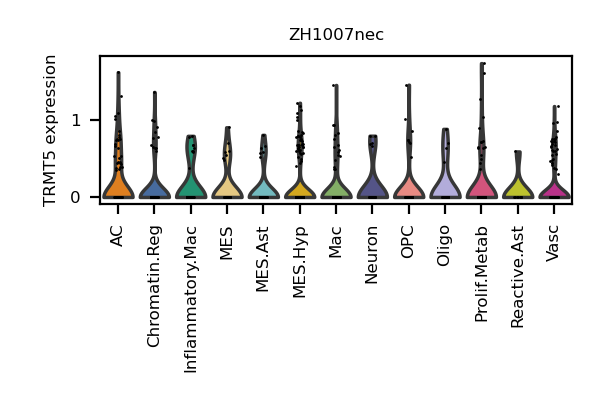 ZH1007nec
TRMT5 expression
1
0
AC
Chromatin.Reg
Inflammatory.Mac
MES
MES.Ast
MES.Hyp
Mac
Neuron
OPC
Oligo
Prolif.Metab
Reactive.Ast
Vasc